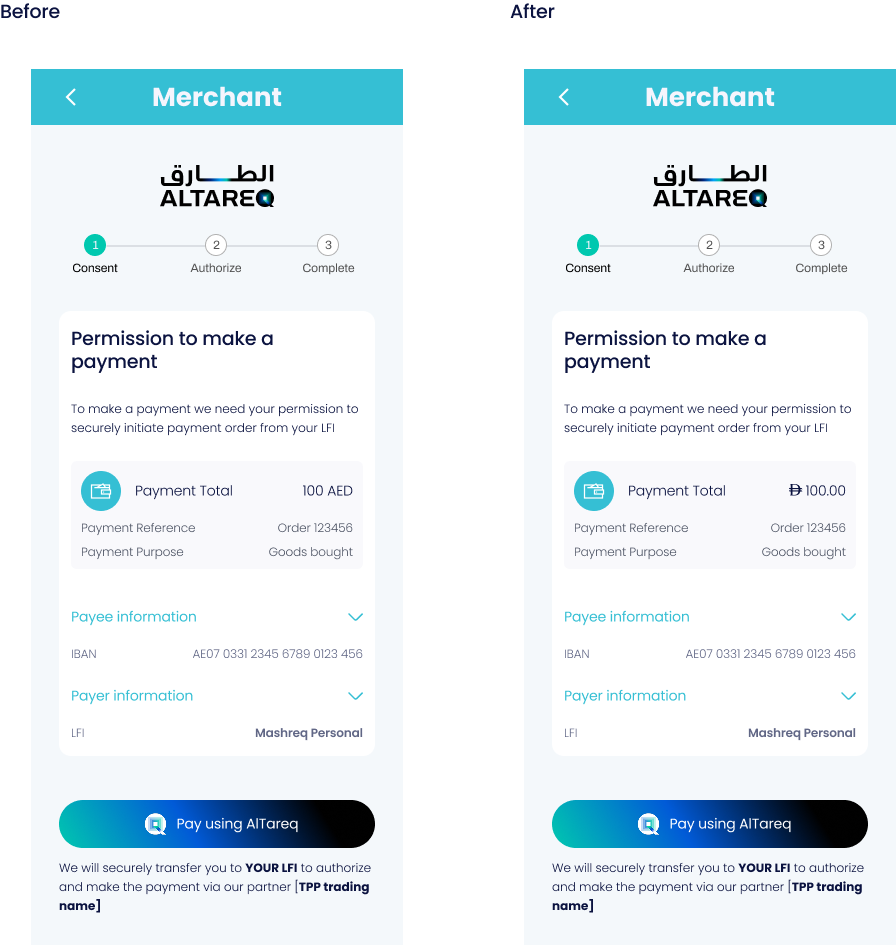 Before
After
Merchant
الطارق
ALTAREQ
1
2
3
Consent
Authorize
Complete
Permission to make a
payment
To make a payment we need your permission to
securely initiate payment order from your LFI
Payment Total
100 AED
Payment Reference
Order 123456
Payment Purpose
Goods bought
Payee information
IBAN
AE07 0331 2345 6789 0123 456
Payer information
LFI
Mashreq Personal
Pay using AlTareq
We will securely transfer you to YOUR LFI to authorize
and make the payment via our partner [TPP trading
name]
Merchant
الطارق
ALTAREQ
1
2
3
Consent
Authorize
Complete
Permission to make a
payment
To make a payment we need your permission to
securely initiate payment order from your LFI
Payment Total
100.00
Payment Reference
Order 123456
Payment Purpose
Goods bought
Payee information
IBAN
AE07 0331 2345 6789 0123 456
Payer information
LFI
Mashreq Personal
Pay using AlTareq
We will securely transfer you to YOUR LFI to authorize
and make the payment via our partner [TPP trading
name]